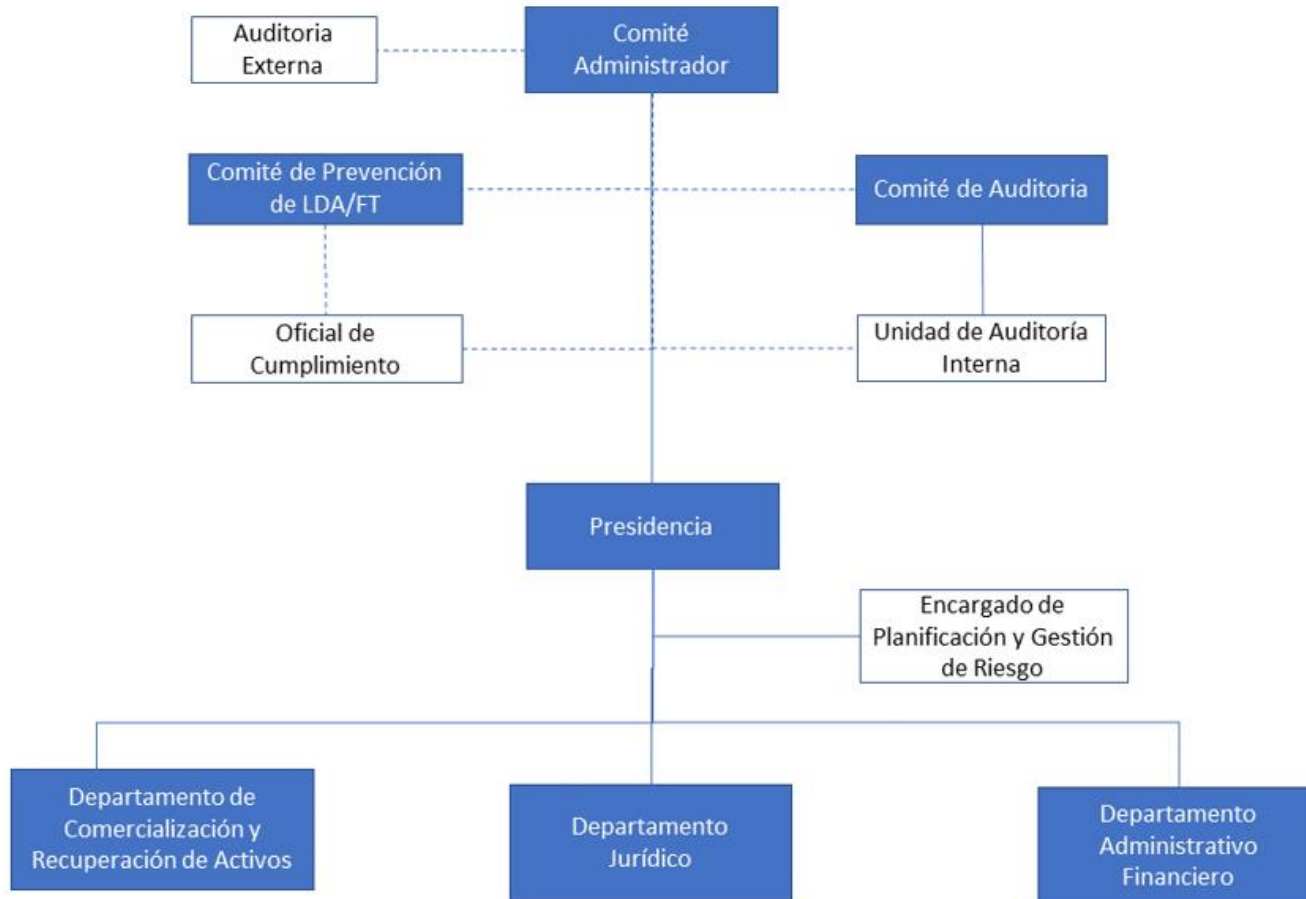 Auditoria
Externa
Comité
Administrador
Comité de Prevención
de LDA/FT
Comité de Auditoria
Oficial de
Cumplimiento
Unidad de Auditoría
Interna
Presidencia
Encargado de
Planificación y Gestión
de Riesgo
Departamento de
Comercialización y
Recuperación de Activos
Departamento
Jurídico
Departamento
Administrativo
Financiero